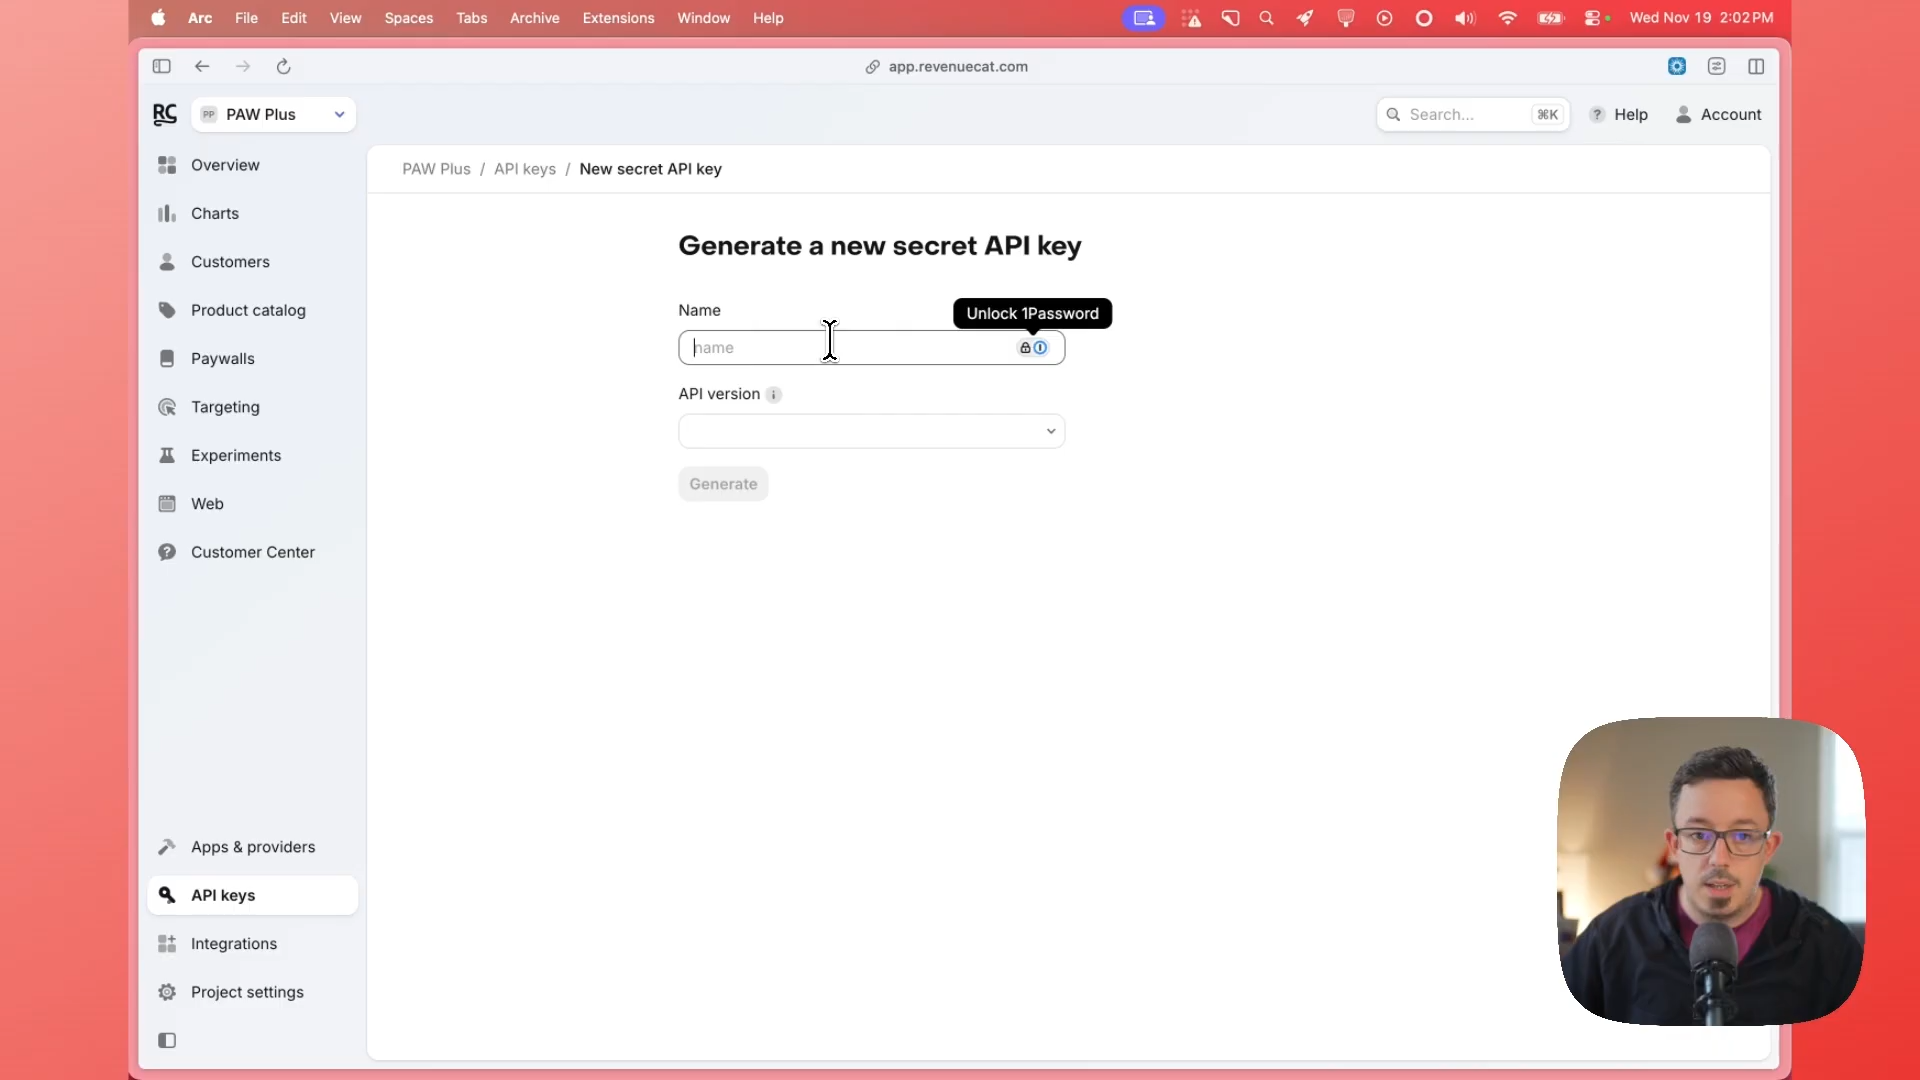 Arc File Edit View Spaces Tabs Archive Extensions Window Help Wed Nov 19 2:02 PM
app.revenuecat.com
RC PP PAW Plus Search... ⌘K ? Help Account
Overview
Charts
Customers
Product catalog
Paywalls
Targeting
Experiments
Web
Customer Center
Apps & providers
API keys
Integrations
Project settings
PAW Plus / API keys / New secret API key
Generate a new secret API key
Name
Unlock 1Password
name
API version i
Generate